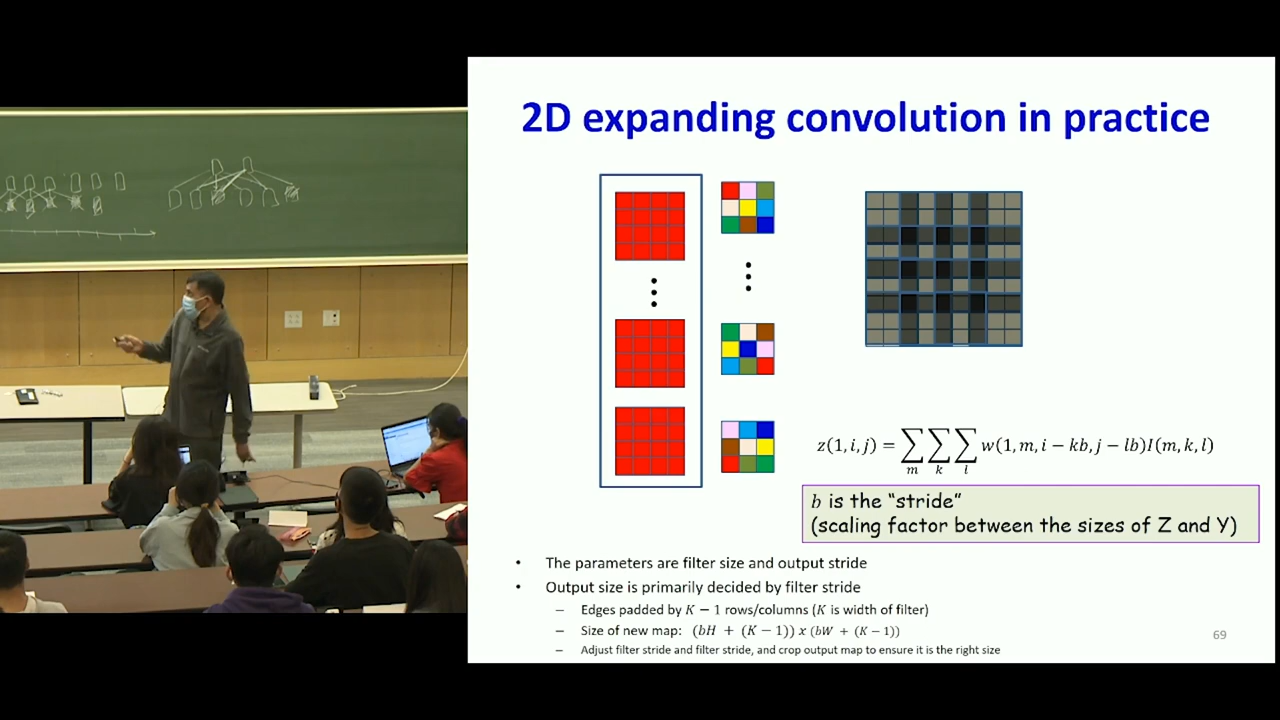 2D expanding convolution in practice
z(1, i, j) = ∑ₘ ∑ₖ ∑ₗ w(1, m, i − kb, j − lb)I(m, k, l)
b is the “stride”
(scaling factor between the sizes of Z and Y)
• The parameters are filter size and output stride
• Output size is primarily decided by filter stride
– Edges padded by K − 1 rows/columns (K is width of filter)
– Size of new map: (bH + (K − 1)) x (bW + (K − 1))
– Adjust filter stride and filter stride, and crop output map to ensure it is the right size
69